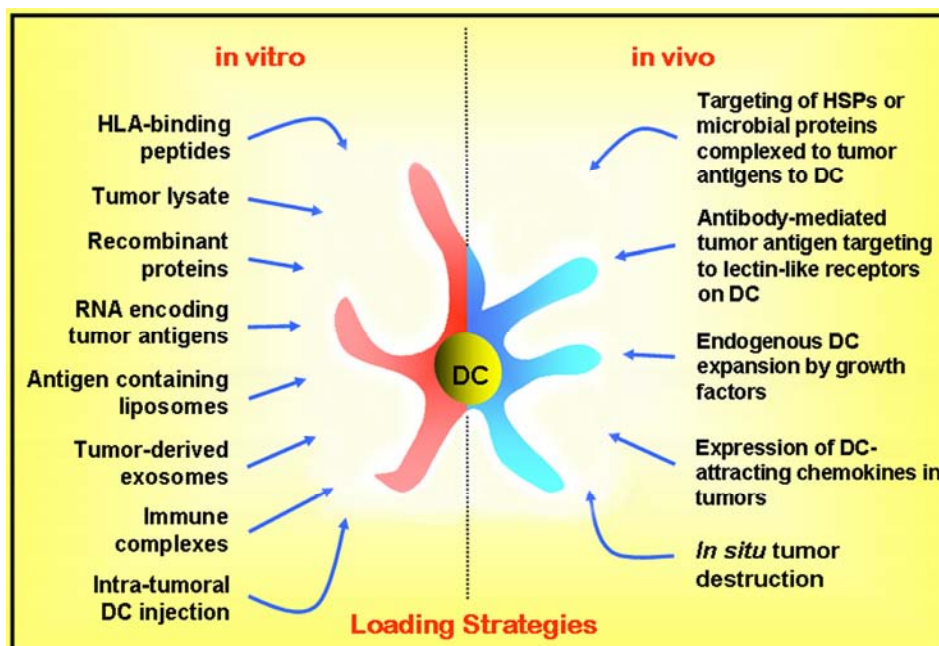 in vitro
HLA-binding
peptides
Tumor lysate
Recombinant
proteins
RNA encoding
tumor antigens
Antigen containing
liposomes
Tumor-derived
exosomes
Immune
complexes
Intra-tumoral
DC injection
DC
in vivo
Targeting of HSPs or
microbial proteins
complexed to tumor
antigens to DC
Antibody-mediated
tumor antigen targeting
to lectin-like receptors
on DC
Endogenous DC
expansion by growth
factors
Expression of DC-
attracting chemokines in
tumors
In situ tumor
destruction
Loading Strategies